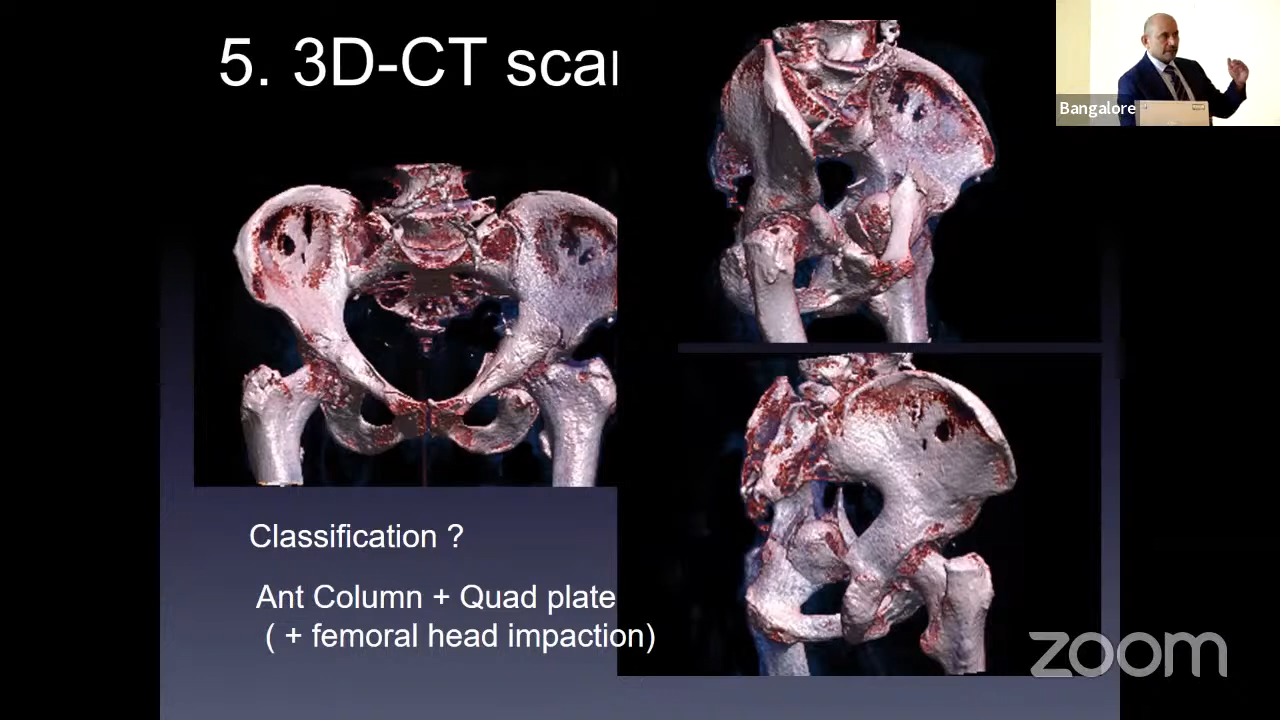 5. 3D-CT scan
Bangalore
Classification ?
Ant Column + Quad plate
( + femoral head impaction)
zoom